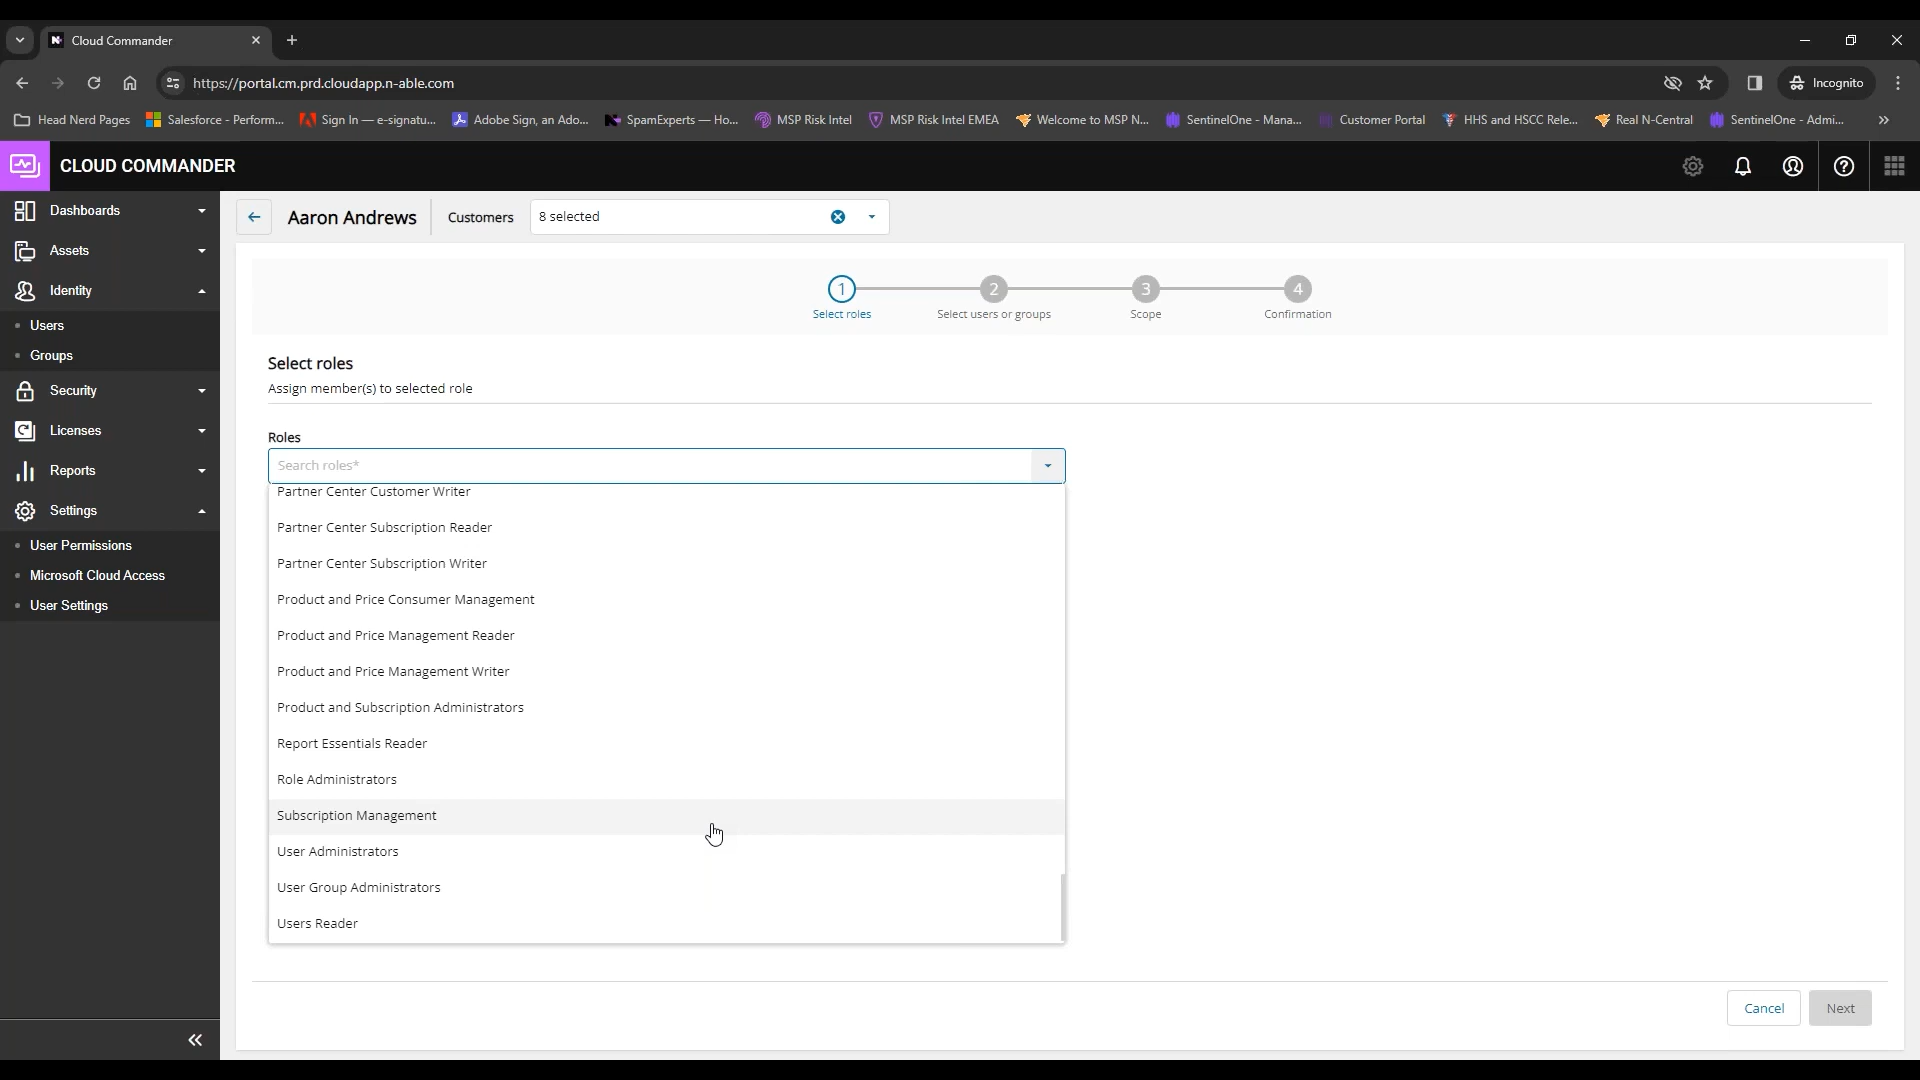 Cloud Commander
https://portal.cm.prd.cloudapp.n-able.com
Incognito
Head Nerd Pages
Salesforce - Perform...
Sign In — e-signatu...
Adobe Sign, an Ado...
SpamExperts — Ho...
MSP Risk Intel
MSP Risk Intel EMEA
Welcome to MSP N...
SentinelOne - Mana...
Customer Portal
HHS and HSCC Rele...
Real N-Central
SentinelOne - Admi...
CLOUD COMMANDER
Dashboards
Assets
Identity
Users
Groups
Security
Licenses
Reports
Settings
User Permissions
Microsoft Cloud Access
User Settings
Aaron Andrews
Customers
8 selected
1
2
3
4
Select roles
Select users or groups
Scope
Confirmation
Select roles
Assign member(s) to selected role
Roles
Search roles*
Partner Center Customer Writer
Partner Center Subscription Reader
Partner Center Subscription Writer
Product and Price Consumer Management
Product and Price Management Reader
Product and Price Management Writer
Product and Subscription Administrators
Report Essentials Reader
Role Administrators
Subscription Management
User Administrators
User Group Administrators
Users Reader
Cancel
Next